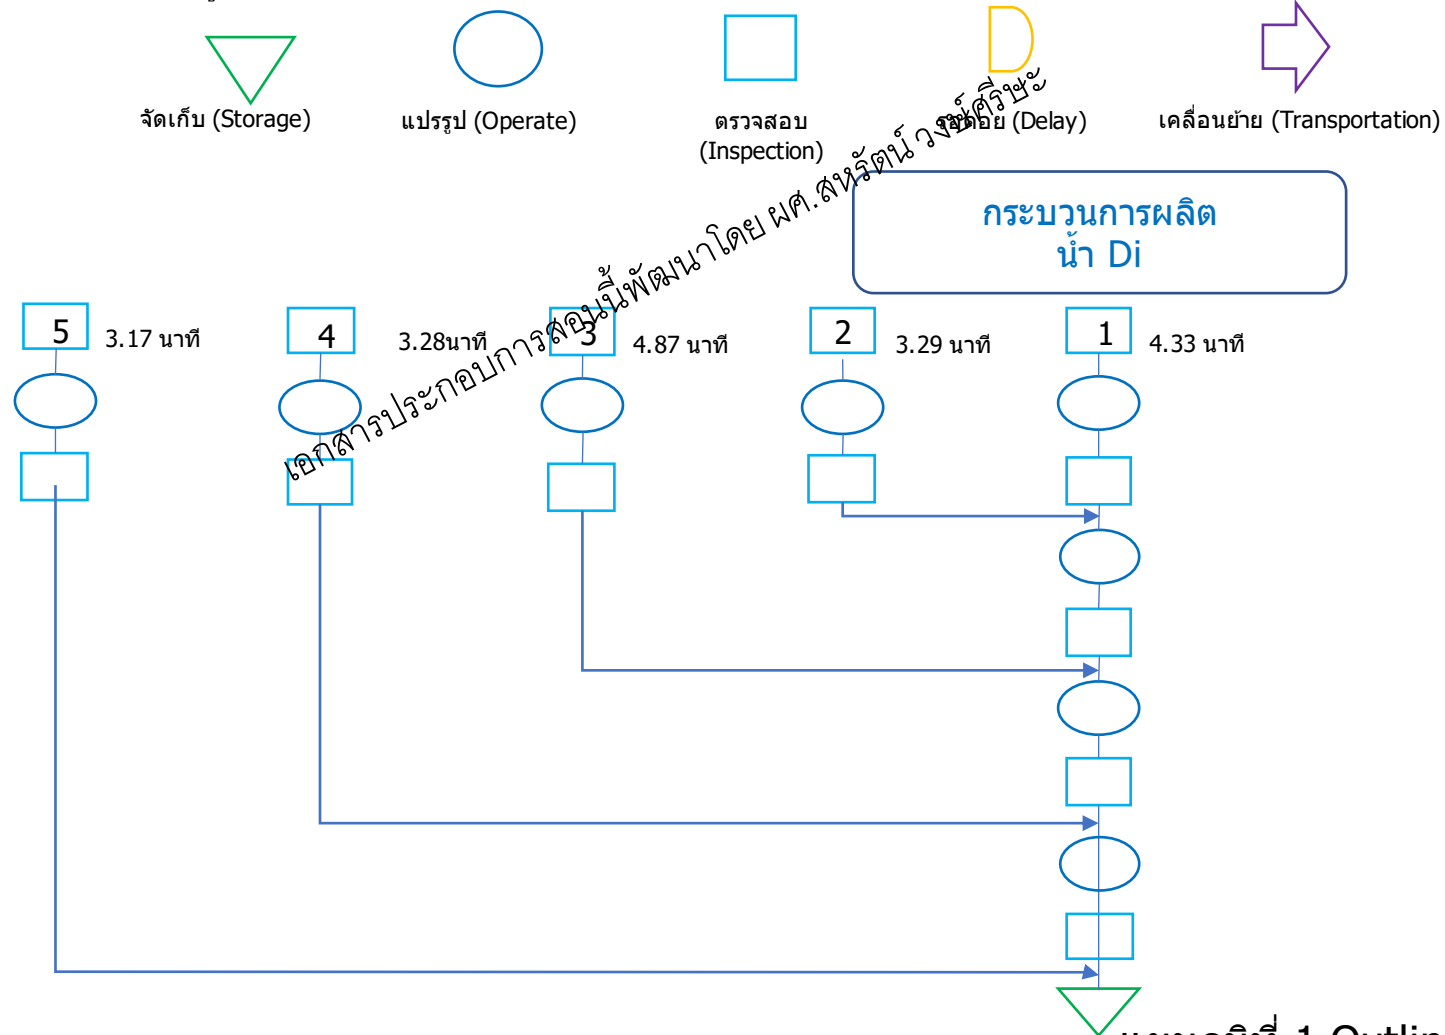 จัดเก็บ (Storage)
แปรรูป (Operate)
ตรวจสอบ
(Inspection)
รอคอย (Delay)
เคลื่อนย้าย (Transportation)
เอกสารประกอบการสอนนี้พัฒนาโดย ผศ.สหรัตน์ วงษ์ศรีษะ
กระบวนการผลิต
น้ำ Di
5
3.17 นาที
4
3.28นาที
3
4.87 นาที
2
3.29 นาที
1
4.33 นาที